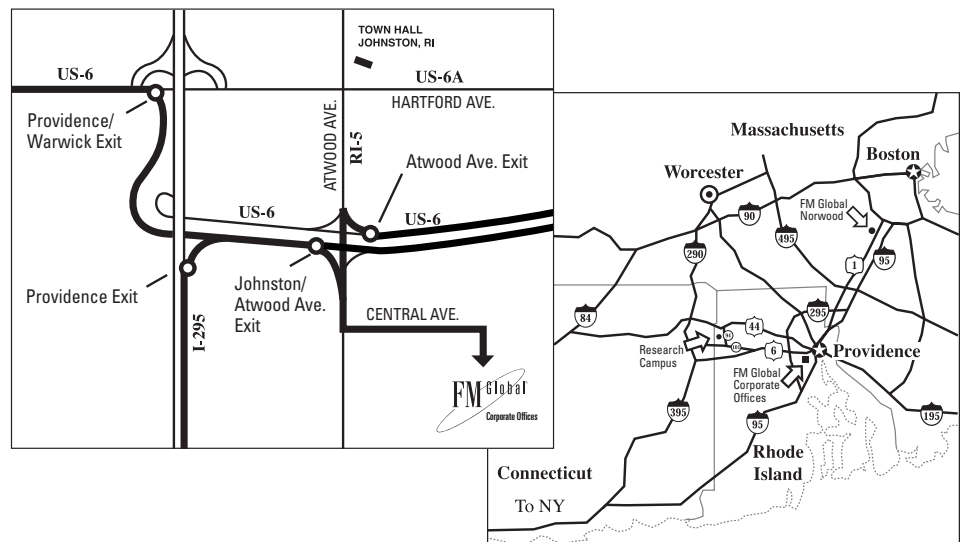 TOWN HALL
JOHNSTON, RI
US-6
US-6A
HARTFORD AVE.
Providence/
Warwick Exit
ATWOOD AVE.
RI-5
Atwood Ave. Exit
US-6
US-6
Providence Exit
Johnston/
Atwood Ave.
Exit
I-295
CENTRAL AVE.
FM Global
Corporate Offices
Massachusetts
Boston
Worcester
FM Global
Norwood
90
495
290
95
1
295
84
44
94
102
6
Research
Campus
Providence
FM Global
Corporate
Offices
395
95
195
Rhode
Island
Connecticut
To NY